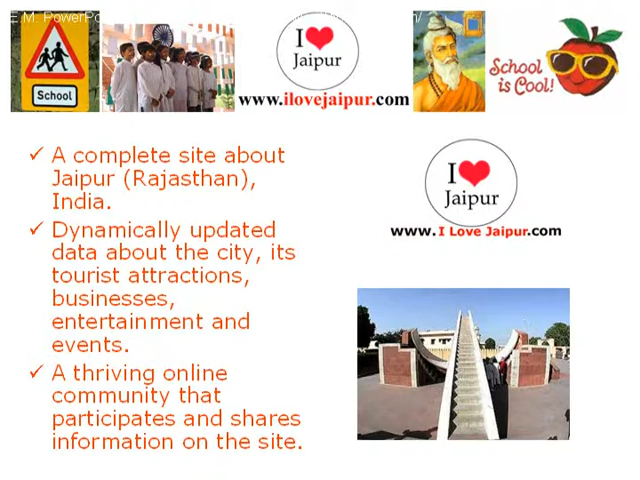 E.M. PowerPo
School
I
Jaipur
www.ilovejaipur.com
School
is Cool!
✓ A complete site about
Jaipur (Rajasthan),
India.
✓ Dynamically updated
data about the city, its
tourist attractions,
businesses,
entertainment and
events.
✓ A thriving online
community that
participates and shares
information on the site.
I
Jaipur
www.I Love Jaipur.com